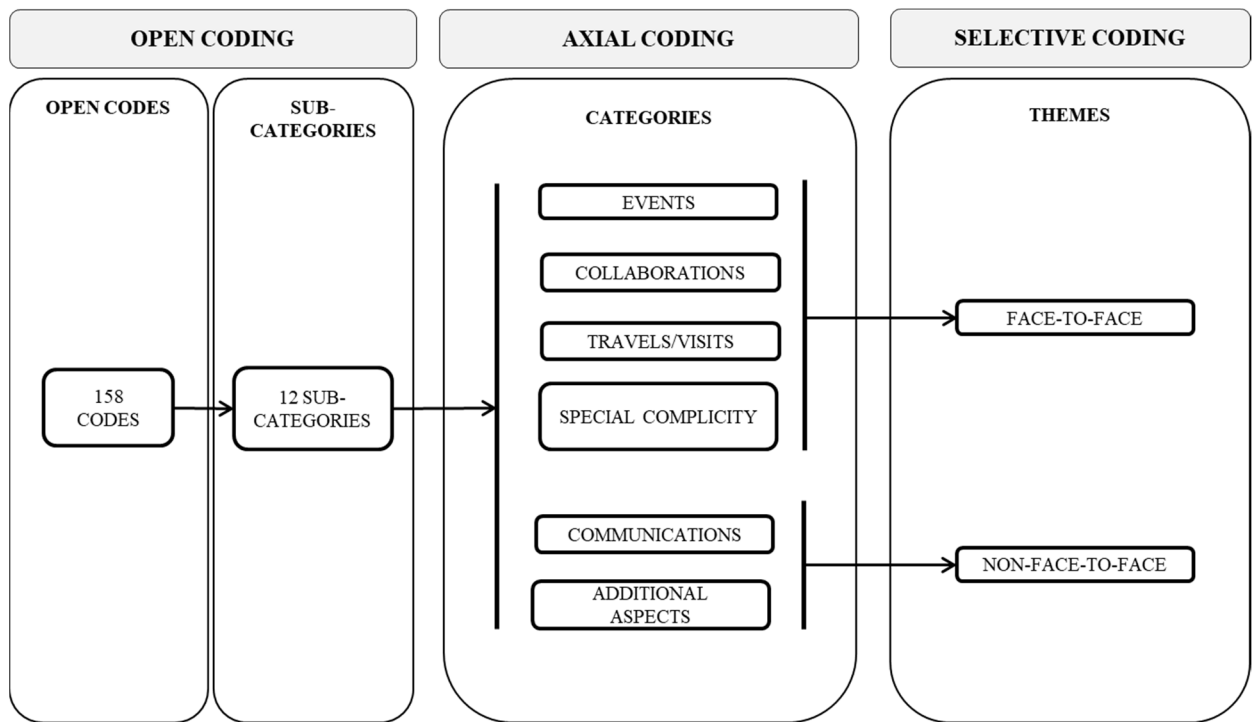 OPEN CODING
AXIAL CODING
SELECTIVE CODING
OPEN CODES
SUB-
CATEGORIES
CATEGORIES
THEMES
158
CODES
12 SUB-
CATEGORIES
EVENTS
COLLABORATIONS
TRAVELS/VISITS
SPECIAL COMPLICITY
COMMUNICATIONS
ADDITIONAL
ASPECTS
FACE-TO-FACE
NON-FACE-TO-FACE